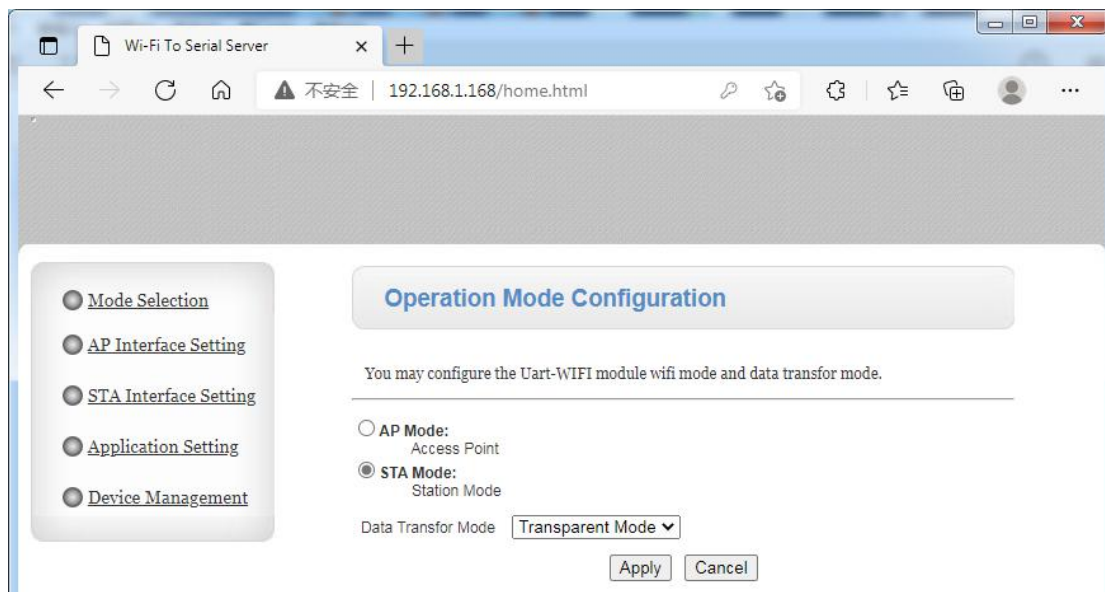 Wi-Fi To Serial Server
不安全 | 192.168.1.168/home.html
Mode Selection
AP Interface Setting
STA Interface Setting
Application Setting
Device Management
Operation Mode Configuration
You may configure the Uart-WIFI module wifi mode and data transfor mode.
AP Mode:
Access Point
STA Mode:
Station Mode
Data Transfor Mode Transparent Mode
Apply Cancel